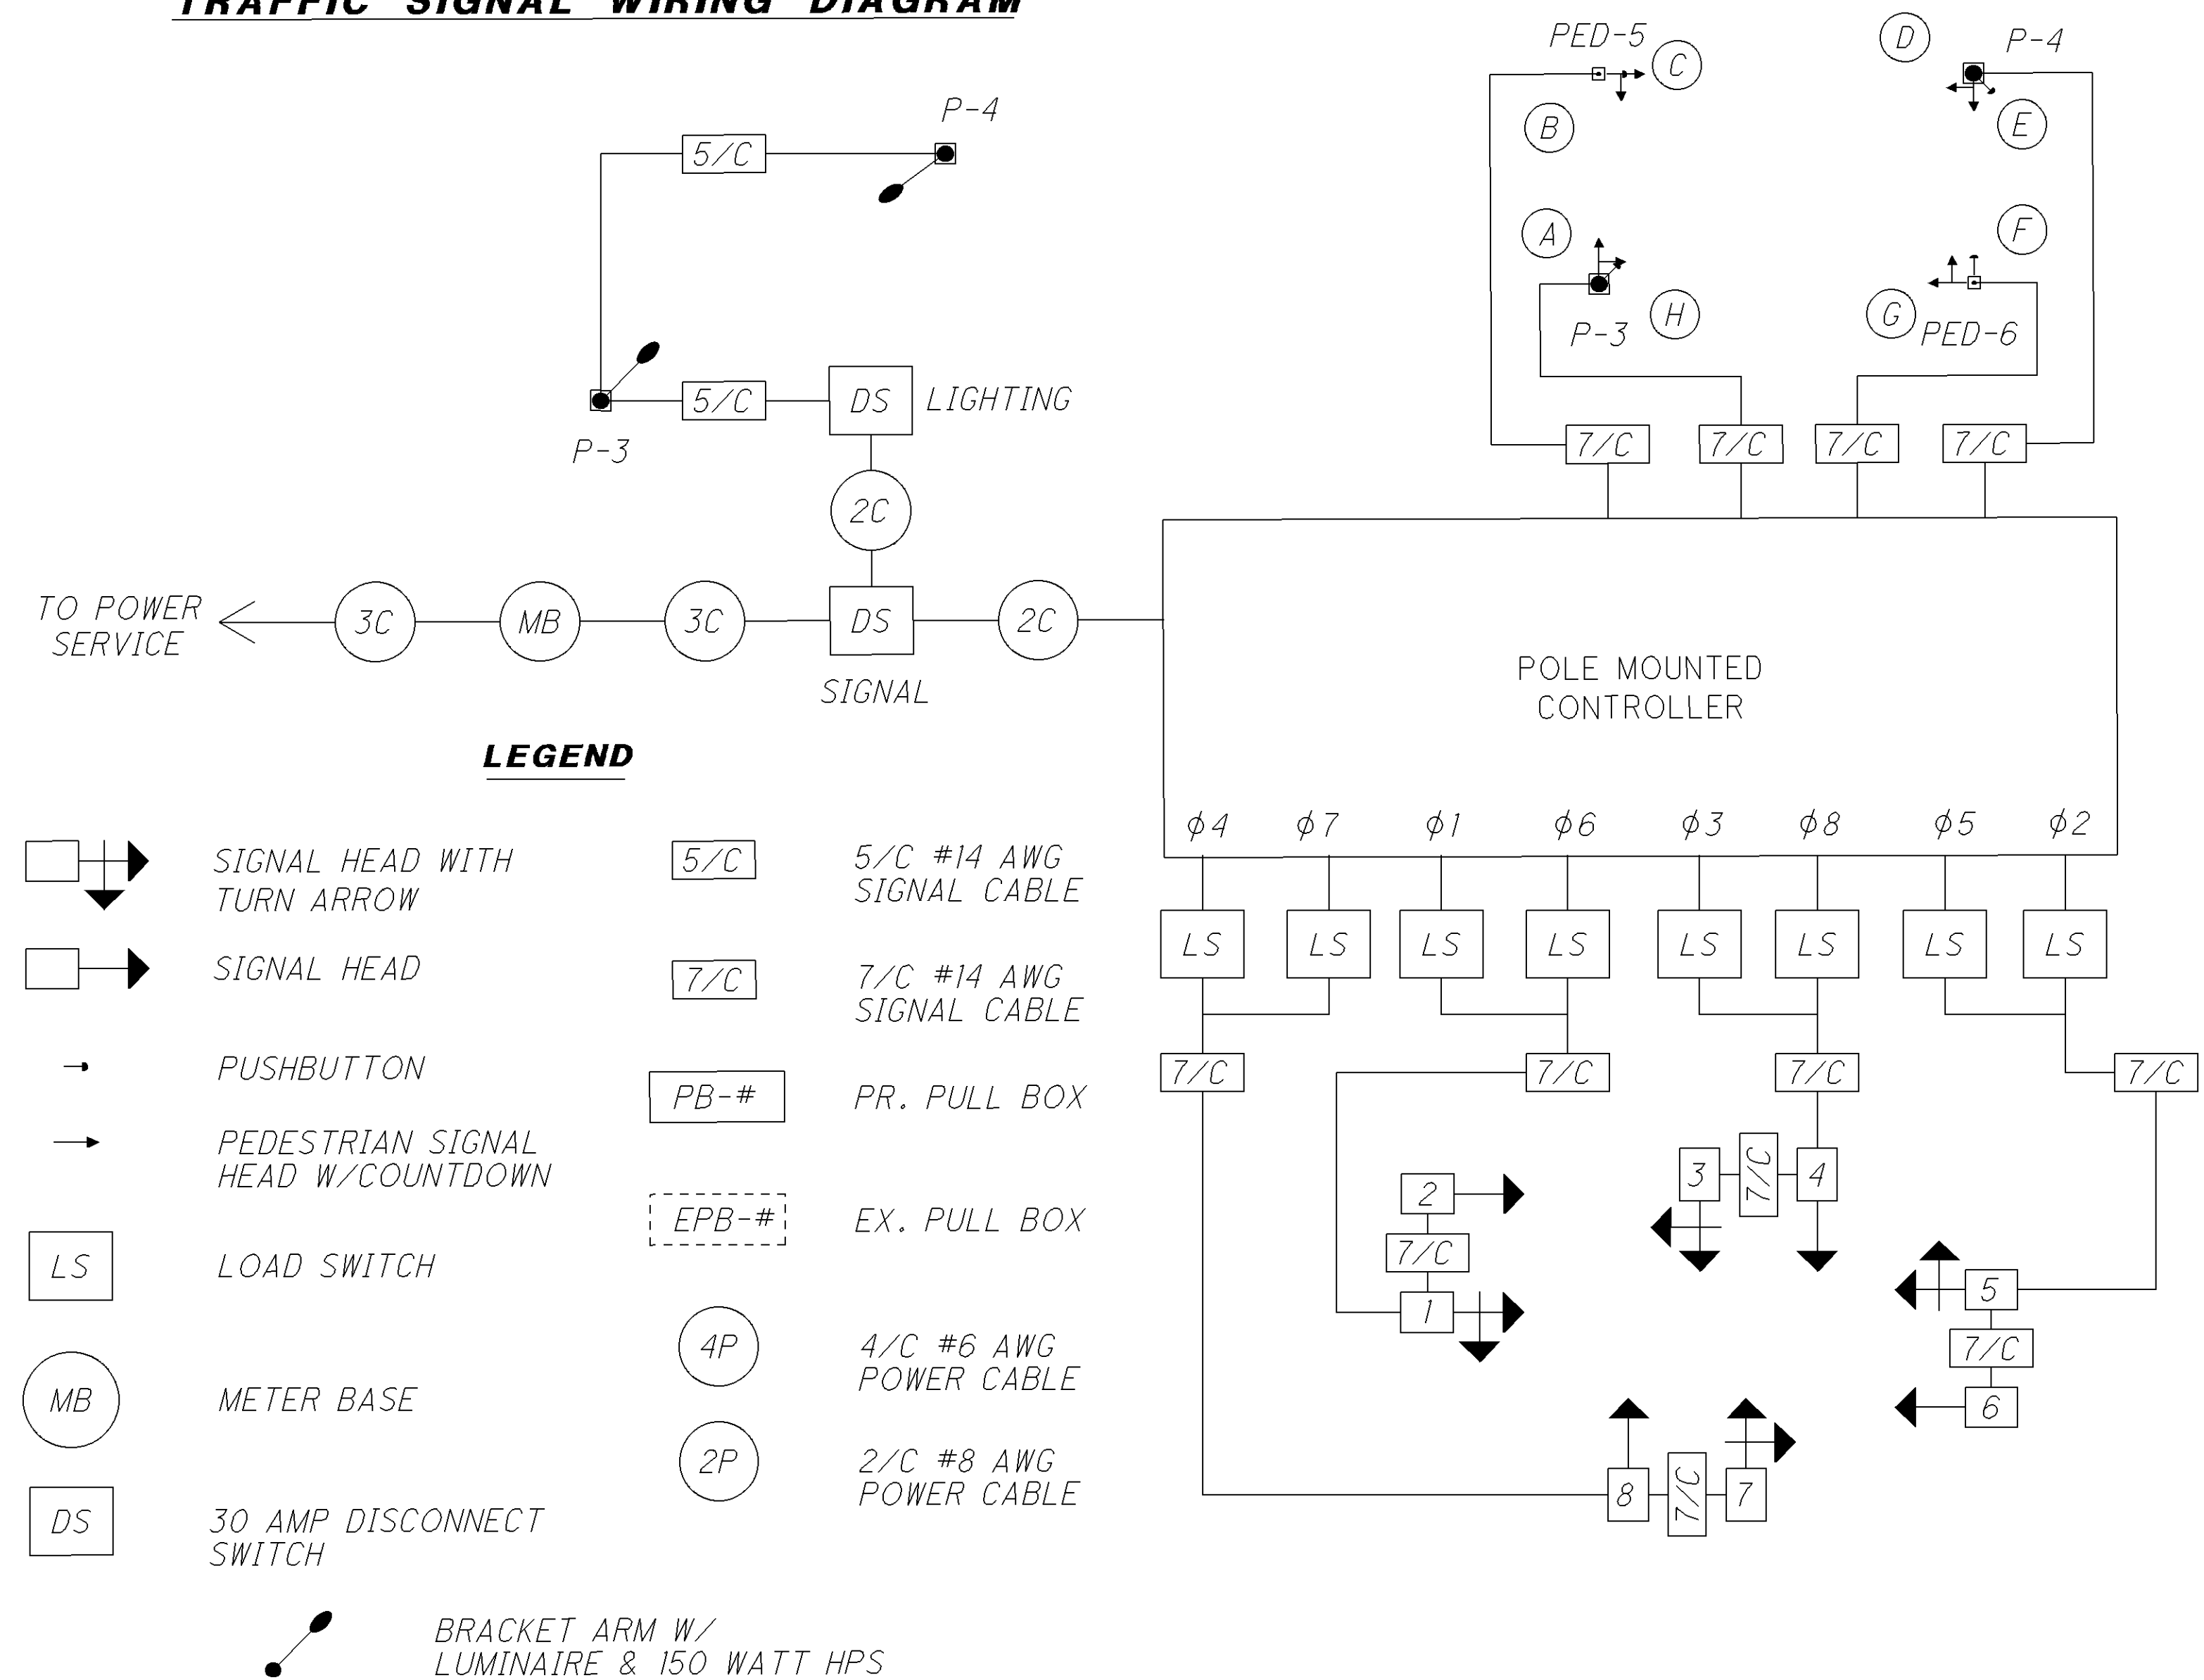 TRAFFIC SIGNAL WIRING DIAGRAM
P-4
5/C
P-3
5/C
DS
LIGHTING
2C
TO POWER
SERVICE
3C
MB
3C
DS
2C
SIGNAL
PED-5
C
D
P-4
B
E
A
F
P-3
H
G
PED-6
7/C
7/C
7/C
7/C
POLE MOUNTED
CONTROLLER
φ4
φ7
φ1
φ6
φ3
φ8
φ5
φ2
LS
LS
LS
LS
LS
LS
LS
LS
7/C
7/C
7/C
7/C
2
7/C
1
3
7/C
4
5
7/C
6
8
7/C
7
LEGEND
SIGNAL HEAD WITH
TURN ARROW
SIGNAL HEAD
PUSHBUTTON
PEDESTRIAN SIGNAL
HEAD W/COUNTDOWN
LS
LOAD SWITCH
MB
METER BASE
DS
30 AMP DISCONNECT
SWITCH
BRACKET ARM W/
LUMINAIRE & 150 WATT HPS
5/C
5/C #14 AWG
SIGNAL CABLE
7/C
7/C #14 AWG
SIGNAL CABLE
PB-#
PR. PULL BOX
EPB-#
EX. PULL BOX
4P
4/C #6 AWG
POWER CABLE
2P
2/C #8 AWG
POWER CABLE